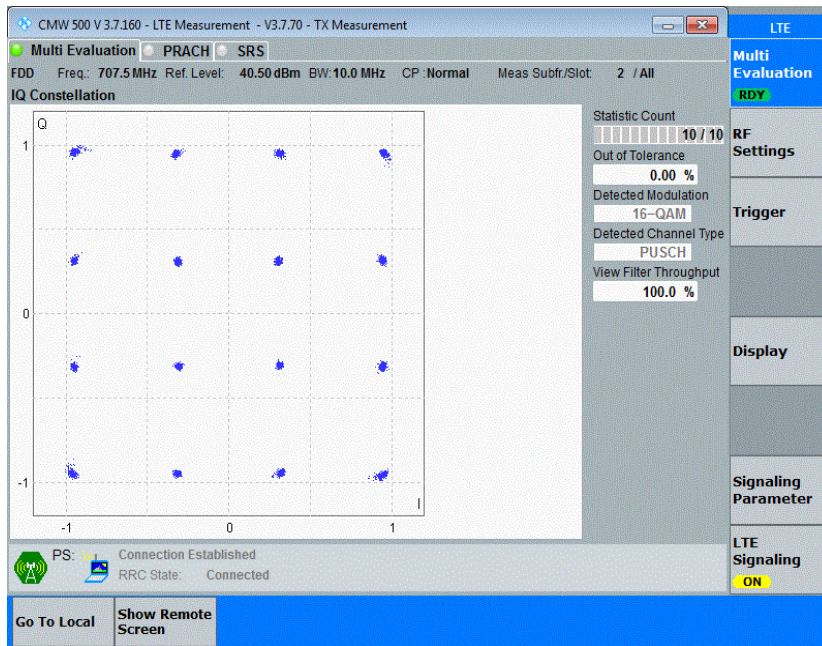 CMW 500 V 3.7.160 - LTE Measurement - V3.7.70 - TX Measurement
LTE
Multi Evaluation PRACH SRS
FDD Freq.: 707.5 MHz Ref. Level: 40.50 dBm BW: 10.0 MHz CP : Normal Meas Subfr./Slot: 2 / All
IQ Constellation
Q
1
0
-1
I
-1 0 1
Statistic Count
10 / 10
Out of Tolerance
0.00 %
Detected Modulation
16-QAM
Detected Channel Type
PUSCH
View Filter Throughput
100.0 %
Multi
Evaluation
RDY
RF
Settings
Trigger
Display
Signaling
Parameter
LTE
Signaling
ON
PS: Connection Established
RRC State: Connected
Go To Local
Show Remote
Screen